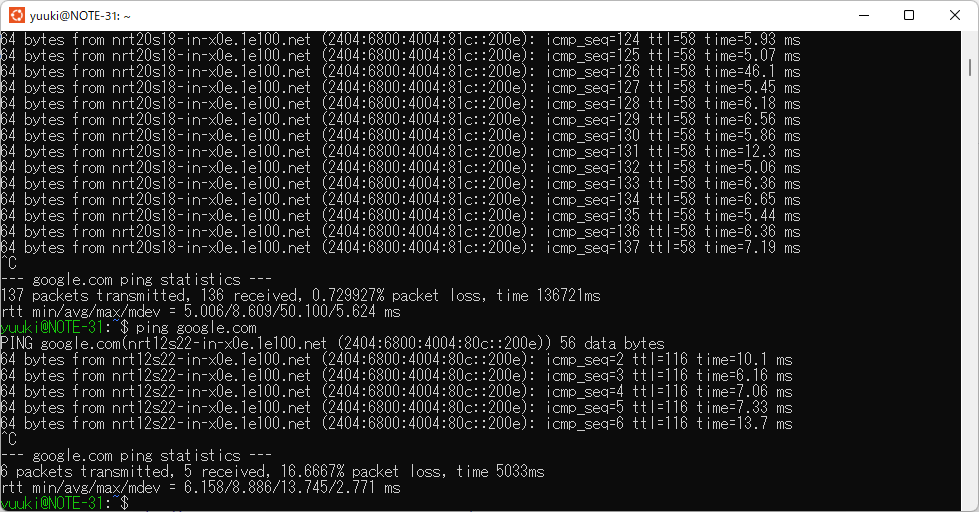 yuuki@NOTE-31: ~
64 bytes from nrt20s18-in-x0e.1e100.net (2404:6800:4004:81c::200e): icmp_seq=124 ttl=58 time=5.93 ms
64 bytes from nrt20s18-in-x0e.1e100.net (2404:6800:4004:81c::200e): icmp_seq=125 ttl=58 time=5.07 ms
64 bytes from nrt20s18-in-x0e.1e100.net (2404:6800:4004:81c::200e): icmp_seq=126 ttl=58 time=46.1 ms
64 bytes from nrt20s18-in-x0e.1e100.net (2404:6800:4004:81c::200e): icmp_seq=127 ttl=58 time=5.45 ms
64 bytes from nrt20s18-in-x0e.1e100.net (2404:6800:4004:81c::200e): icmp_seq=128 ttl=58 time=6.18 ms
64 bytes from nrt20s18-in-x0e.1e100.net (2404:6800:4004:81c::200e): icmp_seq=129 ttl=58 time=6.56 ms
64 bytes from nrt20s18-in-x0e.1e100.net (2404:6800:4004:81c::200e): icmp_seq=130 ttl=58 time=5.86 ms
64 bytes from nrt20s18-in-x0e.1e100.net (2404:6800:4004:81c::200e): icmp_seq=131 ttl=58 time=12.3 ms
64 bytes from nrt20s18-in-x0e.1e100.net (2404:6800:4004:81c::200e): icmp_seq=132 ttl=58 time=5.06 ms
64 bytes from nrt20s18-in-x0e.1e100.net (2404:6800:4004:81c::200e): icmp_seq=133 ttl=58 time=6.36 ms
64 bytes from nrt20s18-in-x0e.1e100.net (2404:6800:4004:81c::200e): icmp_seq=134 ttl=58 time=6.65 ms
64 bytes from nrt20s18-in-x0e.1e100.net (2404:6800:4004:81c::200e): icmp_seq=135 ttl=58 time=5.44 ms
64 bytes from nrt20s18-in-x0e.1e100.net (2404:6800:4004:81c::200e): icmp_seq=136 ttl=58 time=6.36 ms
64 bytes from nrt20s18-in-x0e.1e100.net (2404:6800:4004:81c::200e): icmp_seq=137 ttl=58 time=7.19 ms
^C
--- google.com ping statistics ---
137 packets transmitted, 136 received, 0.729927% packet loss, time 136721ms
rtt min/avg/max/mdev = 5.006/8.609/50.100/5.624 ms
yuuki@NOTE-31:~$ ping google.com
PING google.com(nrt12s22-in-x0e.1e100.net (2404:6800:4004:80c::200e)) 56 data bytes
64 bytes from nrt12s22-in-x0e.1e100.net (2404:6800:4004:80c::200e): icmp_seq=2 ttl=116 time=10.1 ms
64 bytes from nrt12s22-in-x0e.1e100.net (2404:6800:4004:80c::200e): icmp_seq=3 ttl=116 time=6.16 ms
64 bytes from nrt12s22-in-x0e.1e100.net (2404:6800:4004:80c::200e): icmp_seq=4 ttl=116 time=7.06 ms
64 bytes from nrt12s22-in-x0e.1e100.net (2404:6800:4004:80c::200e): icmp_seq=5 ttl=116 time=7.33 ms
64 bytes from nrt12s22-in-x0e.1e100.net (2404:6800:4004:80c::200e): icmp_seq=6 ttl=116 time=13.7 ms
^C
--- google.com ping statistics ---
6 packets transmitted, 5 received, 16.6667% packet loss, time 5033ms
rtt min/avg/max/mdev = 6.158/8.886/13.745/2.771 ms
yuuki@NOTE-31:~$